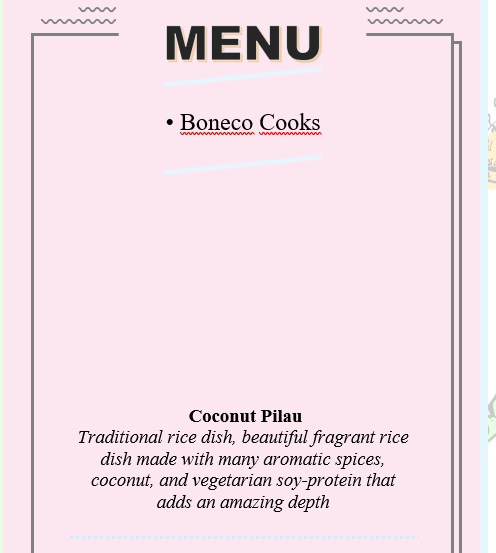 MENU
• Boneco Cooks
Coconut Pilau
Traditional rice dish, beautiful fragrant rice
dish made with many aromatic spices,
coconut, and vegetarian soy-protein that
adds an amazing depth